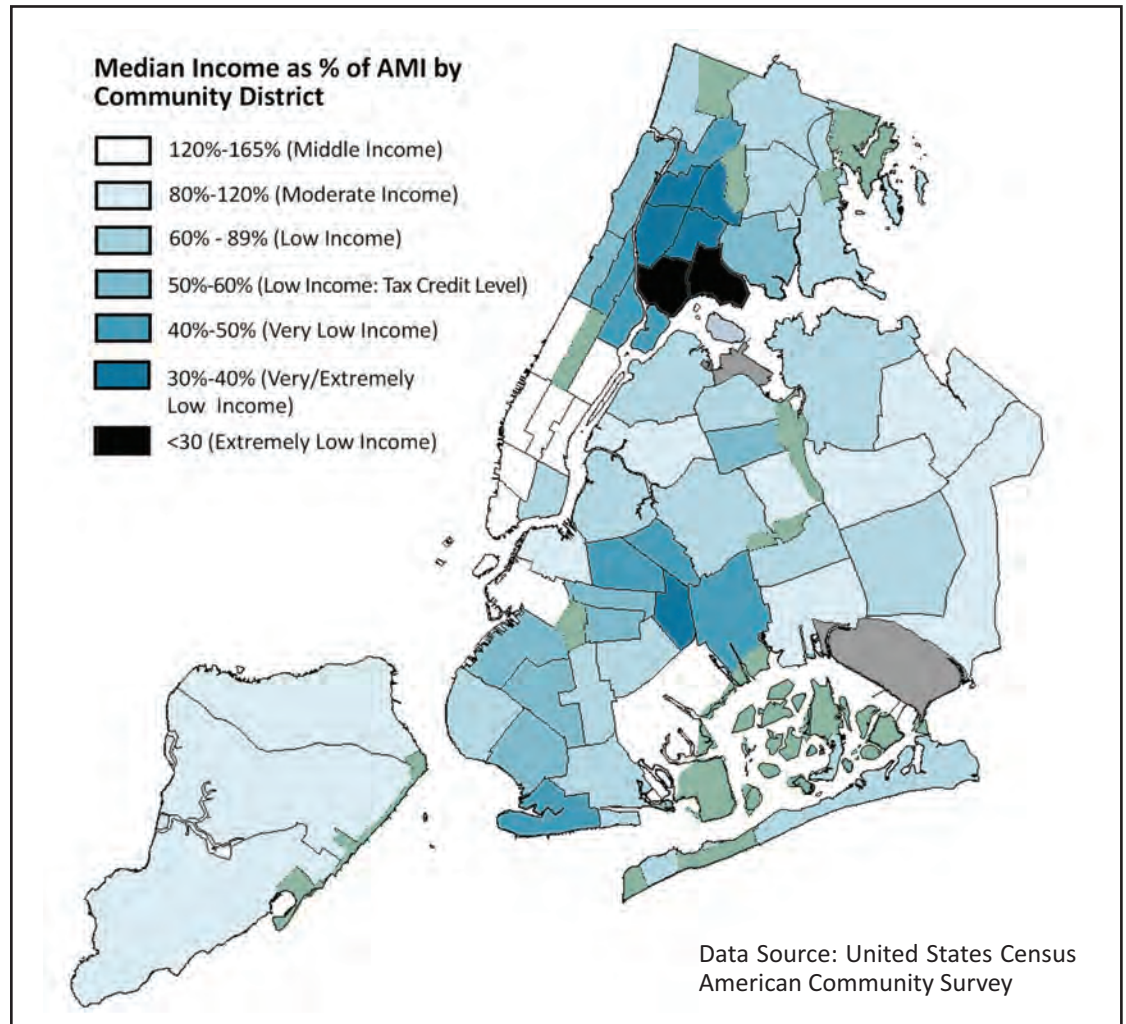 Median Income as % of AMI by
Community District
120%-165% (Middle Income)
80%-120% (Moderate Income)
60% - 89% (Low Income)
50%-60% (Low Income: Tax Credit Level)
40%-50% (Very Low Income)
30%-40% (Very/Extremely
Low Income)
<30 (Extremely Low Income)
Data Source: United States Census
American Community Survey